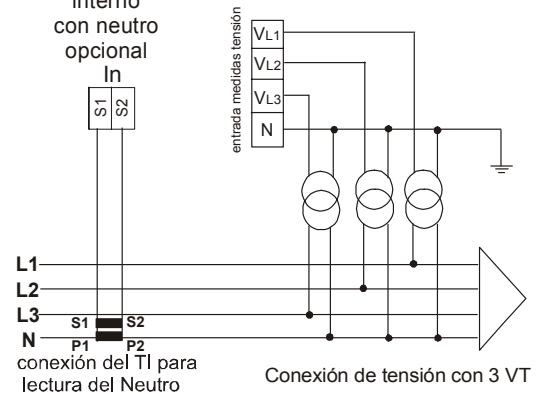 interno
con neutro
opcional
In
S1 S2
entrada medidas tensión
VL1
VL2
VL3
N
L1
L2
L3
N
S1 S2
P1 P2
conexión del TI para
lectura del Neutro
Conexión de tensión con 3 VT